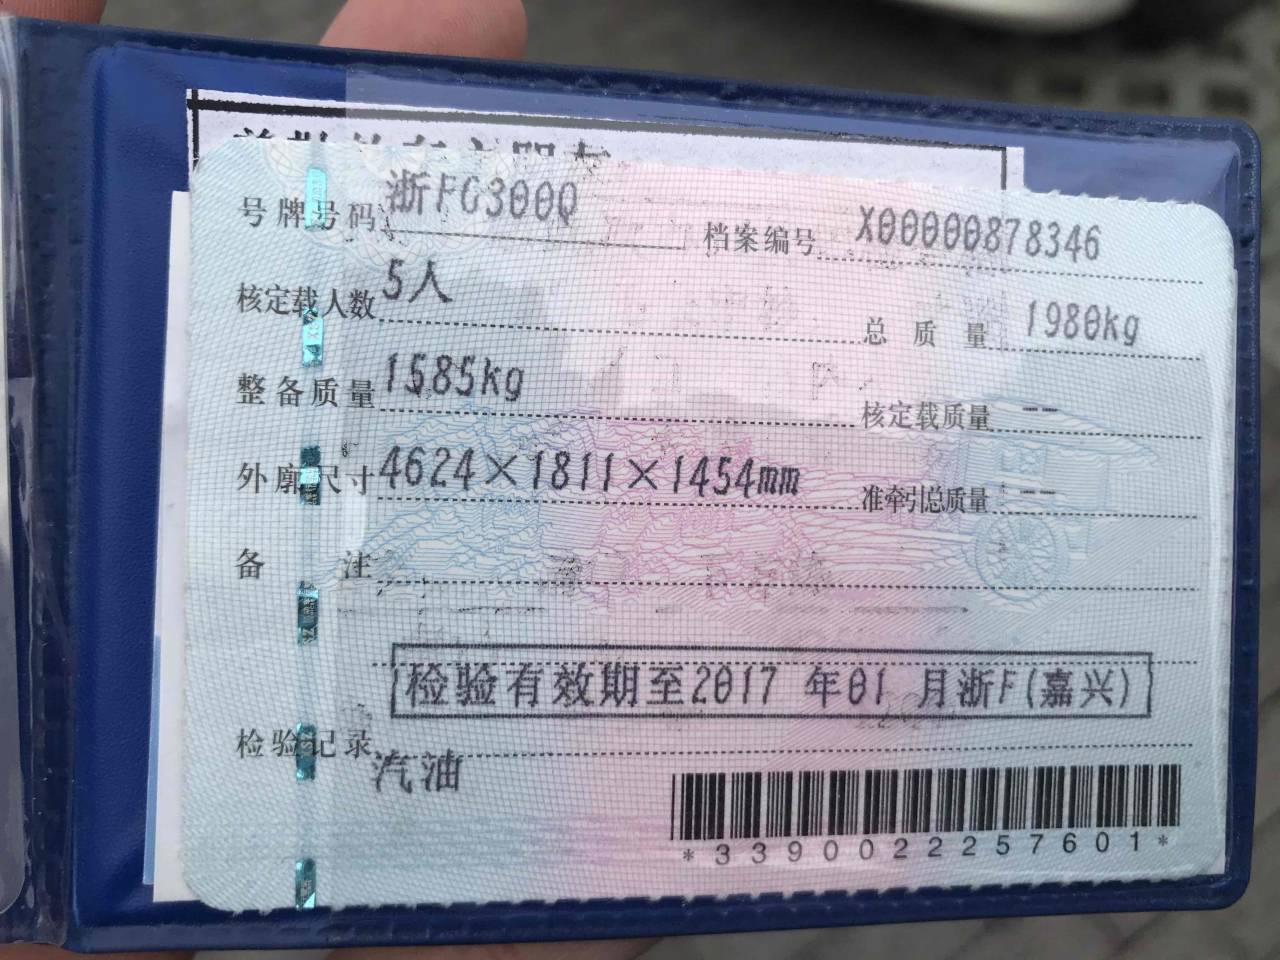 号牌号码 浙FG300Q 档案编号 X00000878346
核定载人数 5人 总质量 1980kg
整备质量 1585kg 核定载质量 --
外廓尺寸 4624×1811×1454mm 准牵引总质量 --
备注
检验有效期至2017 年01 月浙F(嘉兴)
检验记录
汽油
*3390022257601*